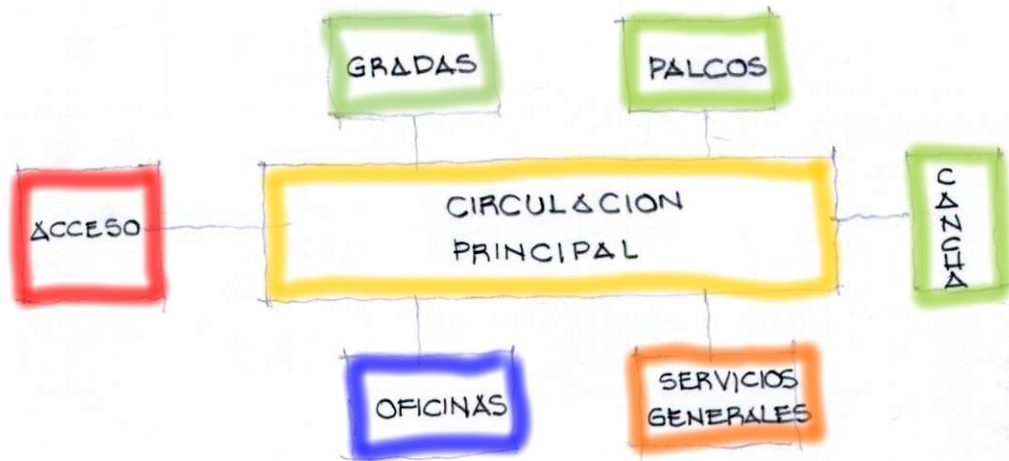 GRADAS
PALCOS
ACCESO
CIRCULACION
PRINCIPAL
CANCHA
OFICINAS
SERVICIOS
GENERALES